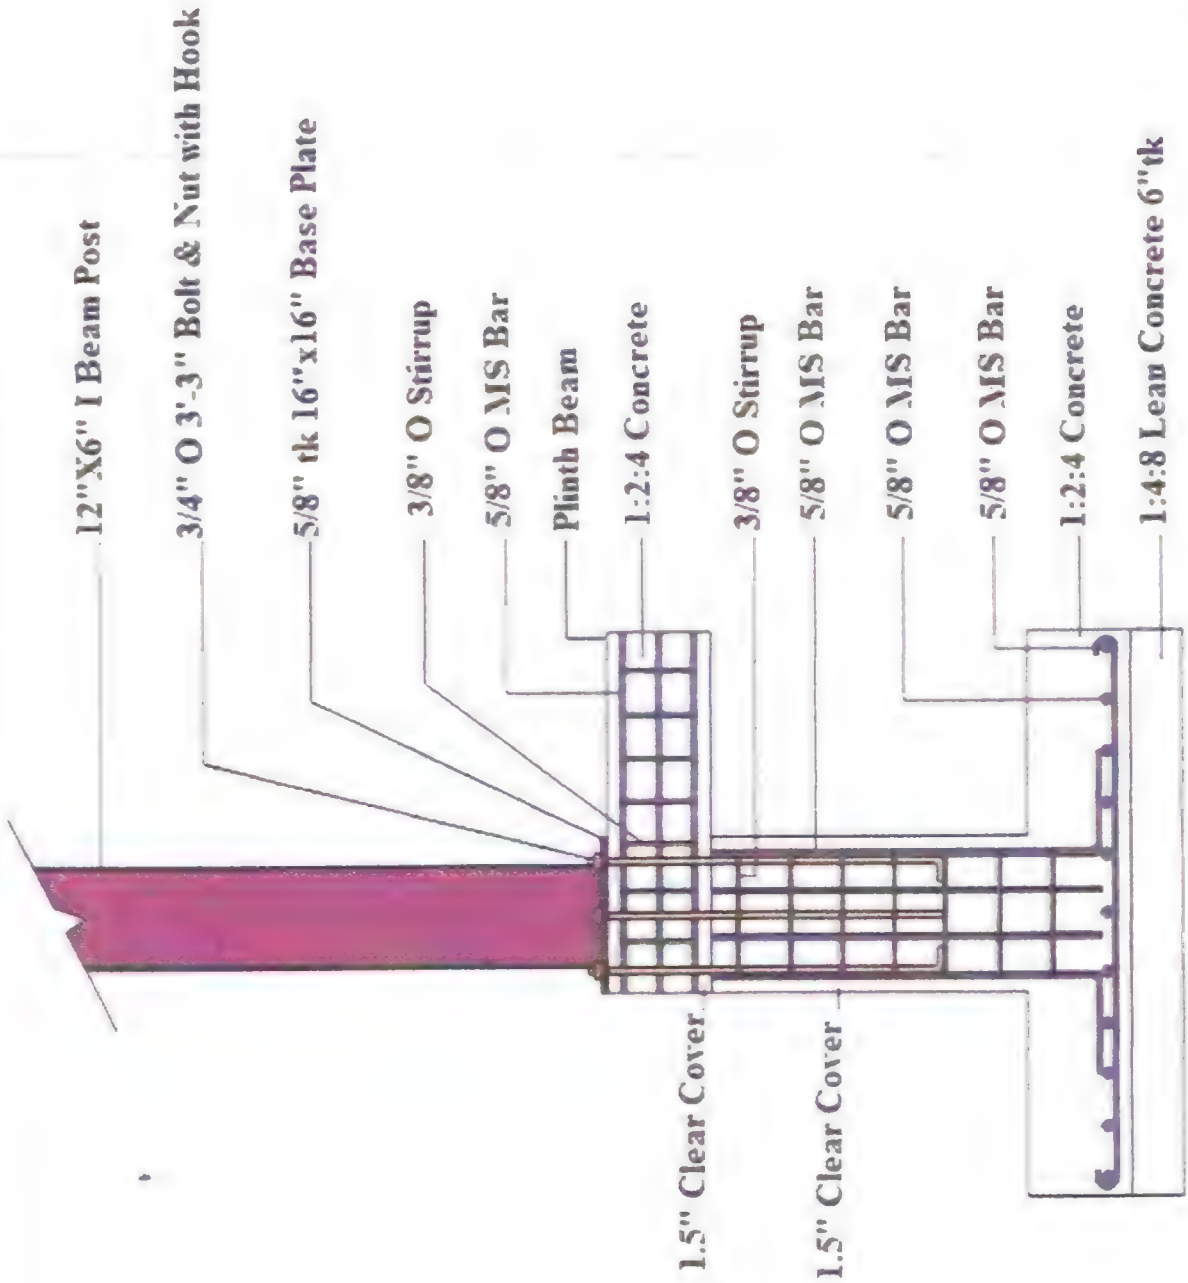 12"X6" I Beam Post
3/4" O 3'-3" Bolt & Nut with Hook
5/8" tk 16"x16" Base Plate
3/8" O Stirrup
5/8" O MS Bar
Plinth Beam
1:2:4 Concrete
3/8" O Stirrup
5/8" O MS Bar
5/8" O MS Bar
5/8" O MS Bar
1:2:4 Concrete
1:4:8 Lean Concrete 6"tk
1.5" Clear Cover
1.5" Clear Cover